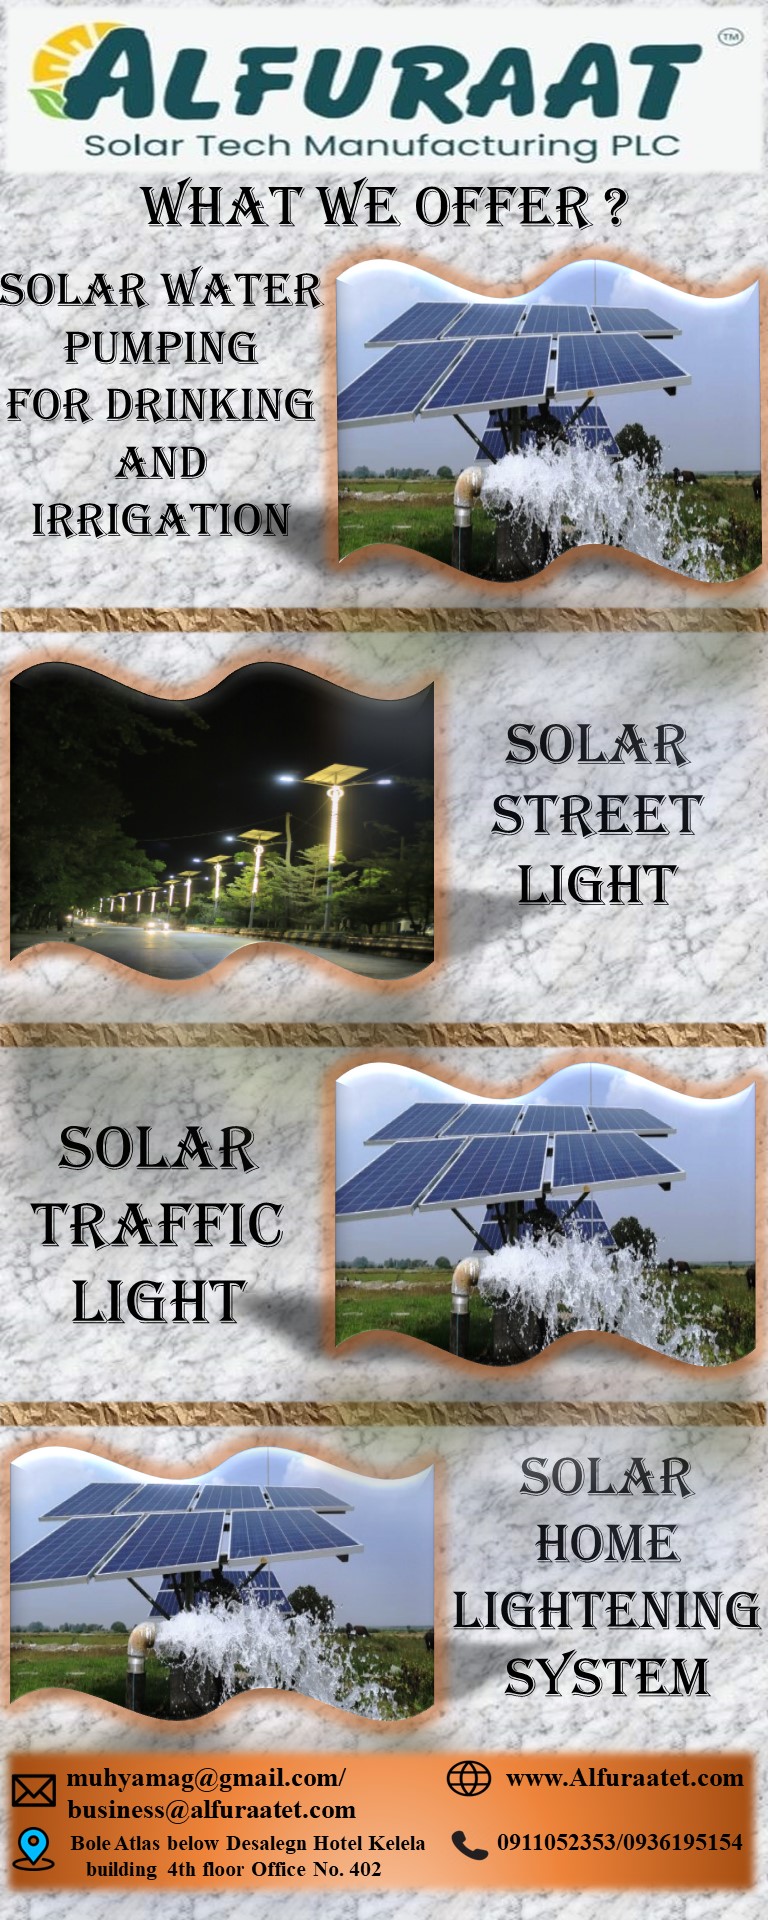 ALFURAAT
TM
Solar Tech Manufacturing PLC
WHAT WE OFFER ?
SOLAR WATER
PUMPING
FOR DRINKING
AND
IRRIGATION
SOLAR
STREET
LIGHT
SOLAR
TRAFFIC
LIGHT
SOLAR
HOME
LIGHTENING
SYSTEM
muhyamag@gmail.com/
business@alfuraatet.com
Bole Atlas below Desalegn Hotel Kelela
building 4th floor Office No. 402
www.Alfuraatet.com
0911052353/0936195154